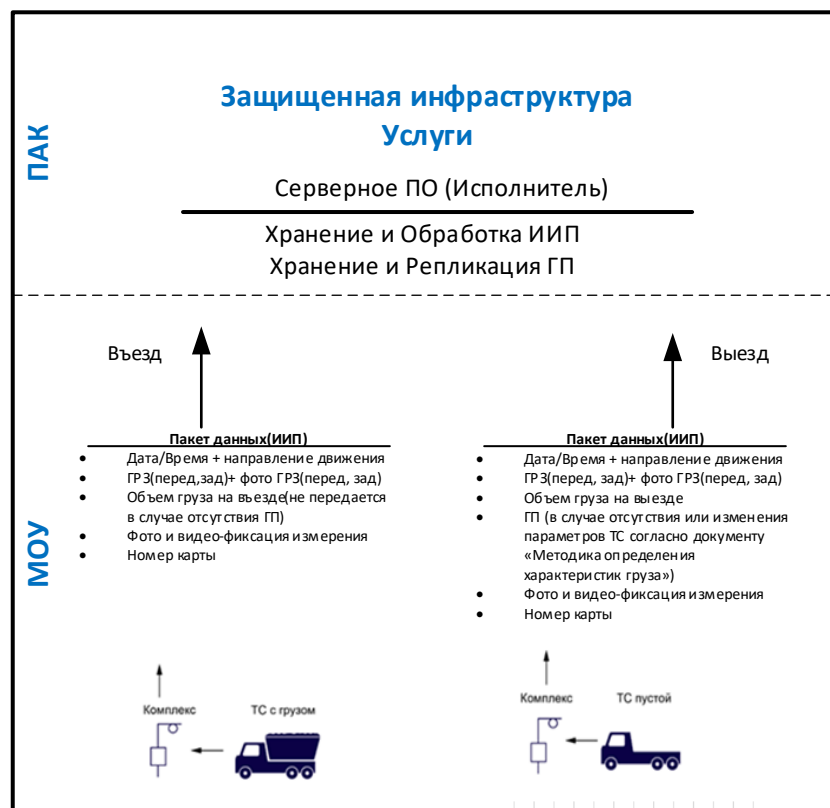 ПАК
Защищенная инфраструктура
Услуги
Серверное ПО (Исполнитель)
Хранение и Обработка ИИП
Хранение и Репликация ГП
МОУ
Въезд
Пакет данных(ИИП)
• Дата/Время + направление движения
• ГРЗ(перед,зад)+ фото ГРЗ(перед, зад)
• Объем груза на въезде(не передается
в случае отсутствия ГП)
• Фото и видео-фиксация измерения
• Номер карты
Комплекс
ТС с грузом
Выезд
Пакет данных(ИИП)
• Дата/Время + направление движения
• ГРЗ(перед, зад)+ фото ГРЗ(перед, зад)
• Объем груза на выезде
• ГП (в случае отсутствия или изменения
параметров ТС согласно документу
«Методика определения
характеристик груза»)
• Фото и видео-фиксация измерения
• Номер карты
Комплекс
ТС пустой